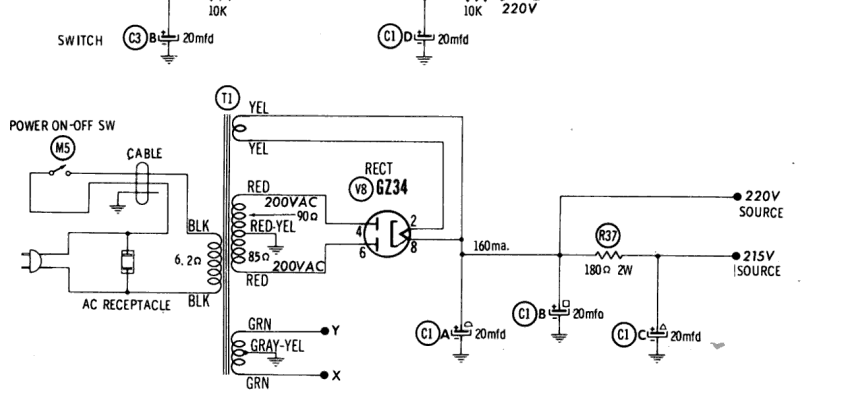 10K
10K 220V
SWITCH C3 B 20mfd
C1 D 20mfd
T1
YEL
POWER ON-OFF SW
M5
CABLE
YEL
RECT
V8 GZ34
RED
200VAC
90Ω
RED-YEL
2
4
6
8
220V
SOURCE
BLK
6.2Ω
85Ω
200VAC
RED
160ma.
R37
180Ω 2W
215V
SOURCE
AC RECEPTACLE
BLK
C1 A 20mfd
C1 B 20mfd
C1 C 20mfd
GRN
Y
GRAY-YEL
GRN
X